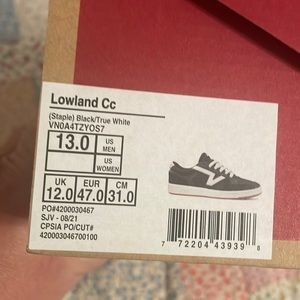 Lowland Cc
(Staple) Black/True White
VN0A4TZYOS7
13.0 US MEN
US WOMEN
UK EUR CM
12.0 47.0 31.0
PO#4200030467
SJV - 08/21
CPSIA PO/CUT#
420003046700100
7 72204 43939 8